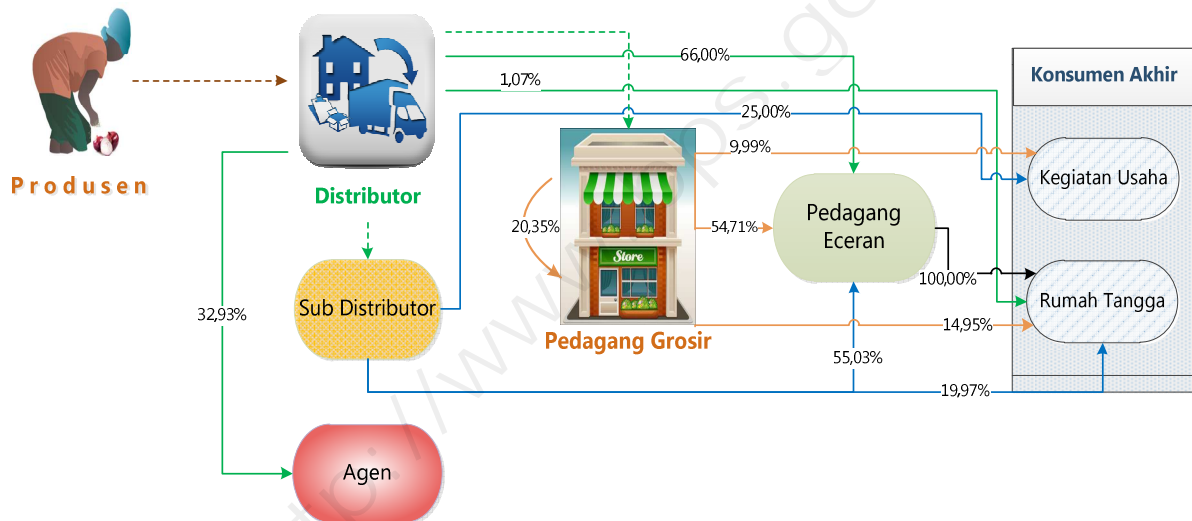 66,00%
1,07%
25,00%
Konsumen Akhir
9,99%
Kegiatan Usaha
Produsen
Distributor
20,35%
54,71%
Pedagang
Eceran
Store
100,00%
Sub Distributor
Rumah Tangga
32,93%
Pedagang Grosir
14,95%
55,03%
19,97%
Agen